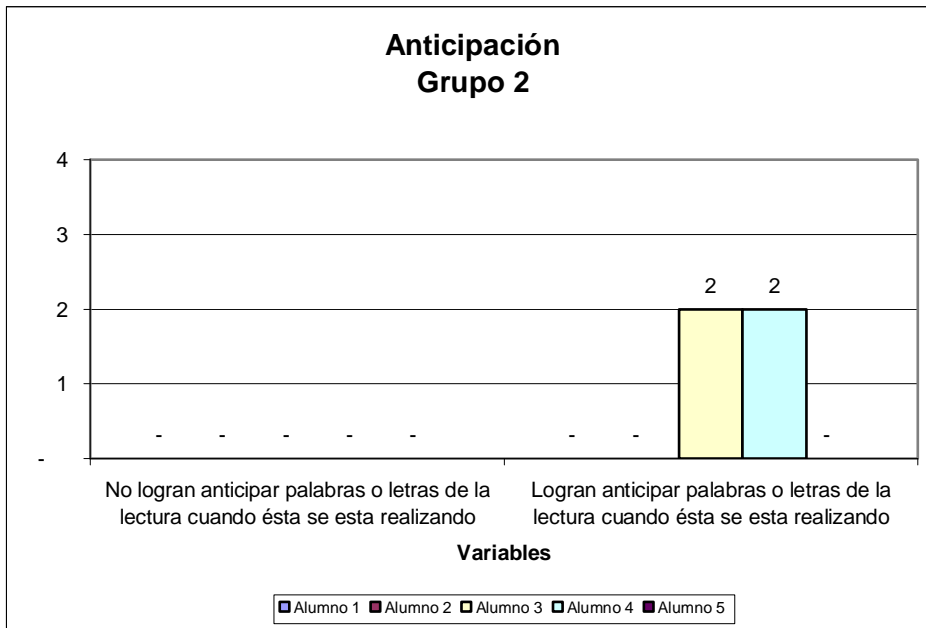 Anticipación
Grupo 2
4
3
2
1
-
2 2
- - - - - - - -
No logran anticipar palabras o letras de la
lectura cuando ésta se esta realizando
Logran anticipar palabras o letras de la
lectura cuando ésta se esta realizando
Variables
Alumno 1 Alumno 2 Alumno 3 Alumno 4 Alumno 5